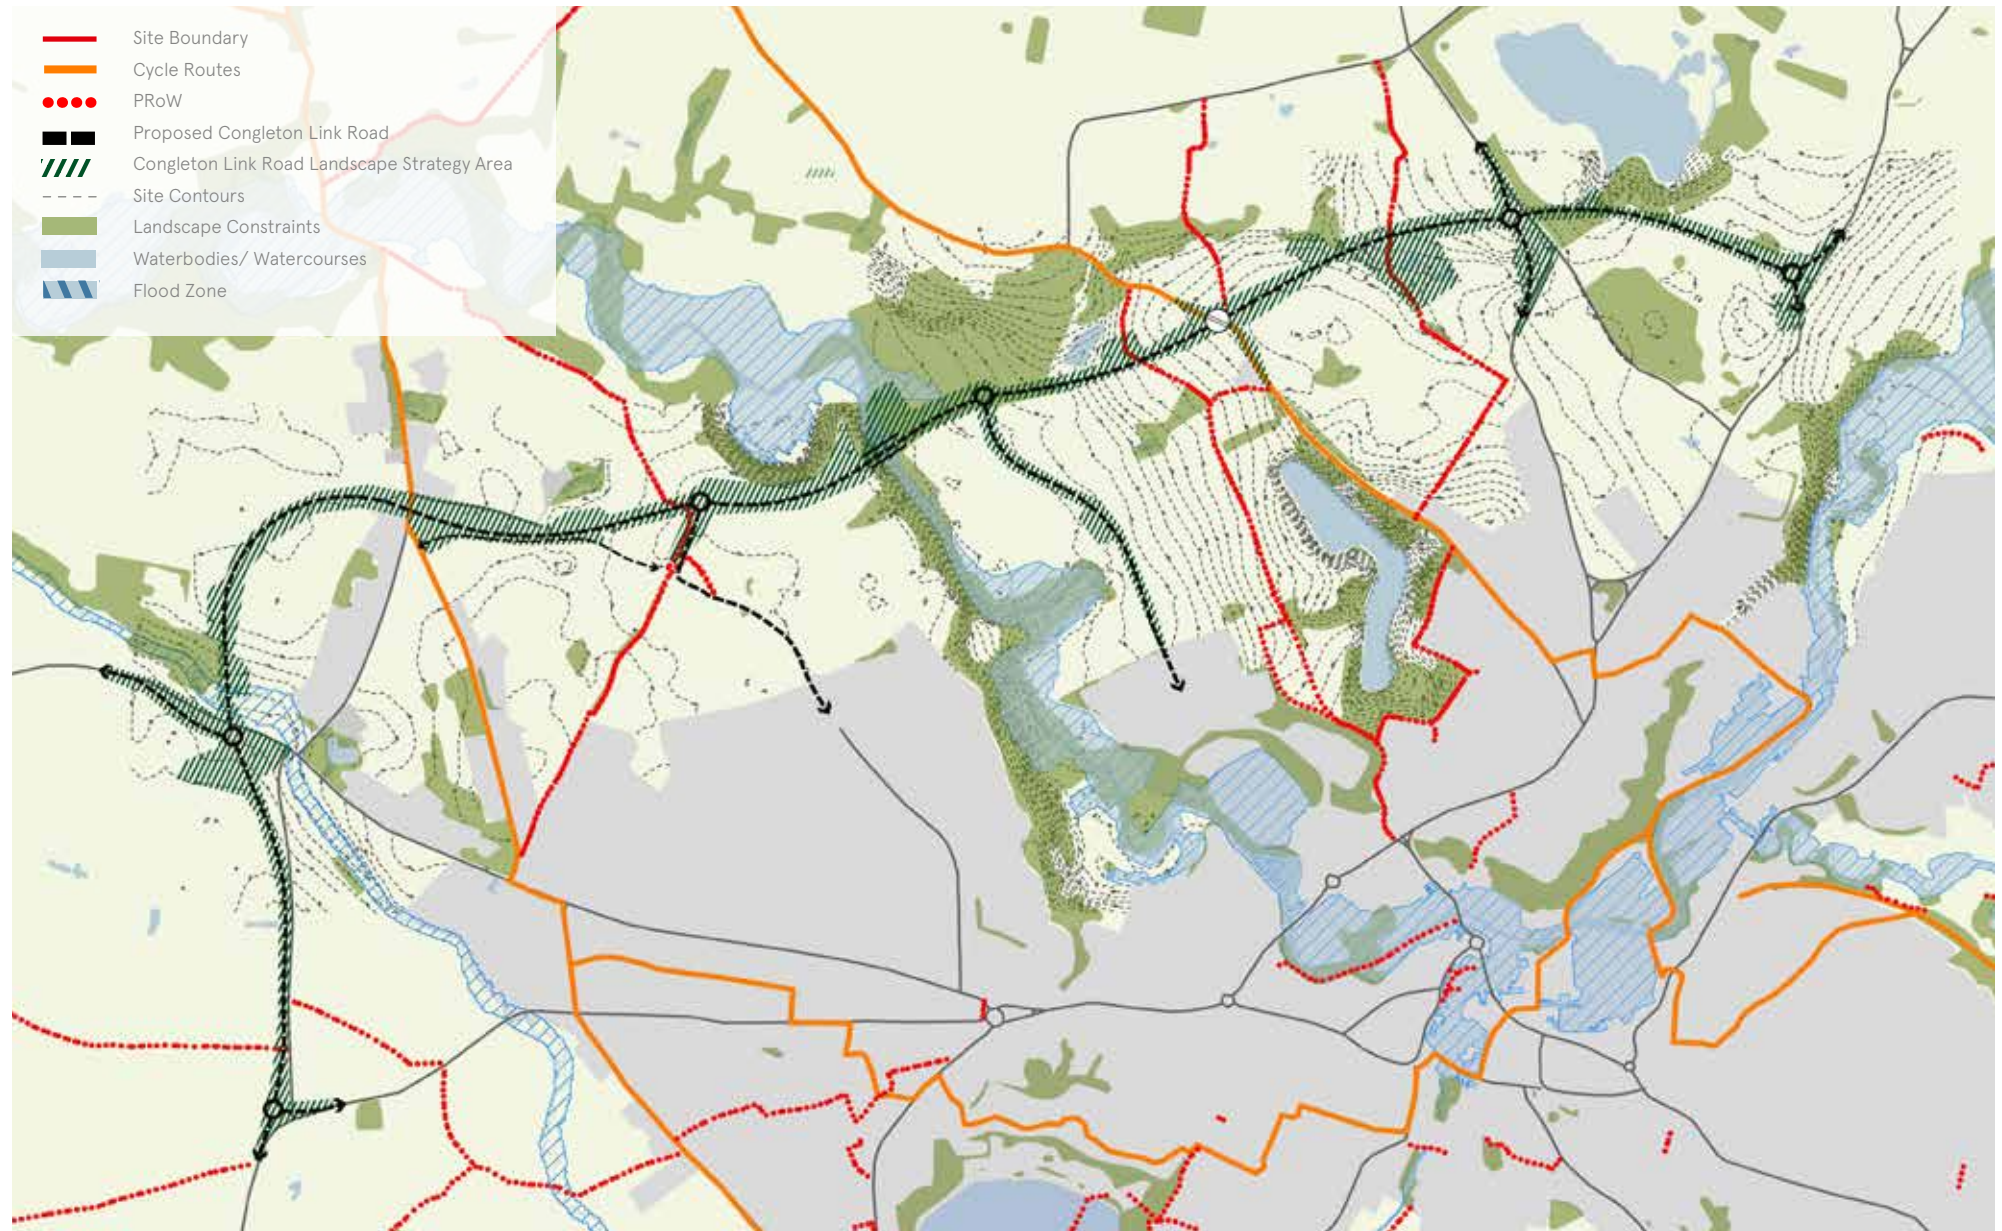 Site Boundary
Cycle Routes
PRoW
Proposed Congleton Link Road
Congleton Link Road Landscape Strategy Area
Site Contours
Landscape Constraints
Waterbodies/ Watercourses
Flood Zone